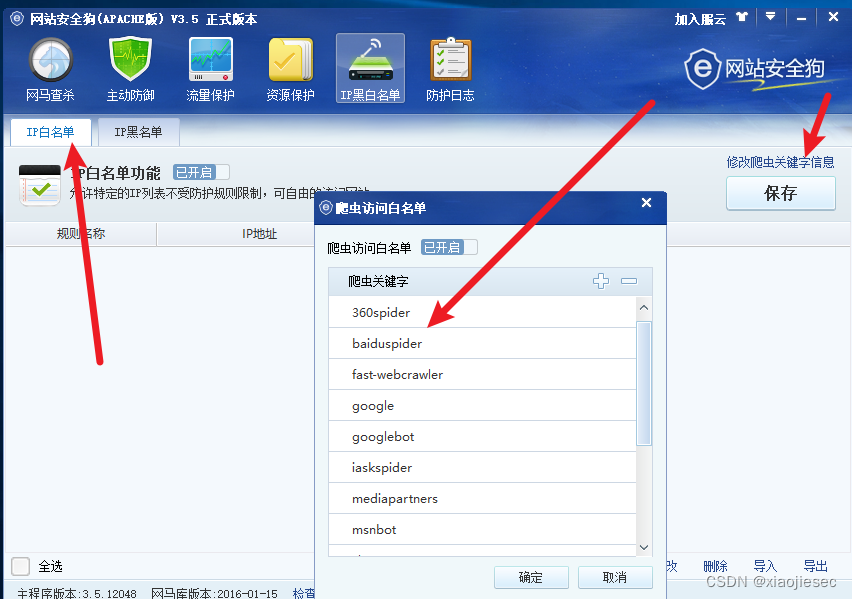 网站安全狗(APACHE版) V3.5 正式版本
加入服云
网马查杀
主动防御
流量保护
资源保护
IP黑白名单
防护日志
网站安全狗
IP白名单
IP黑名单
IP白名单功能 已开启
允许特定的IP列表不受防护规则限制，可自由的访问网站
修改爬虫关键字信息
保存
规则名称
IP地址
爬虫访问白名单
爬虫访问白名单 已开启
爬虫关键字
360spider
baiduspider
fast-webcrawler
google
googlebot
iaskspider
mediapartners
msnbot
确定
取消
全选
改 删除 导入 导出
主程序版本:3.5.12048 网马库版本:2016-01-15 检查
CSDN @xiaojiesec